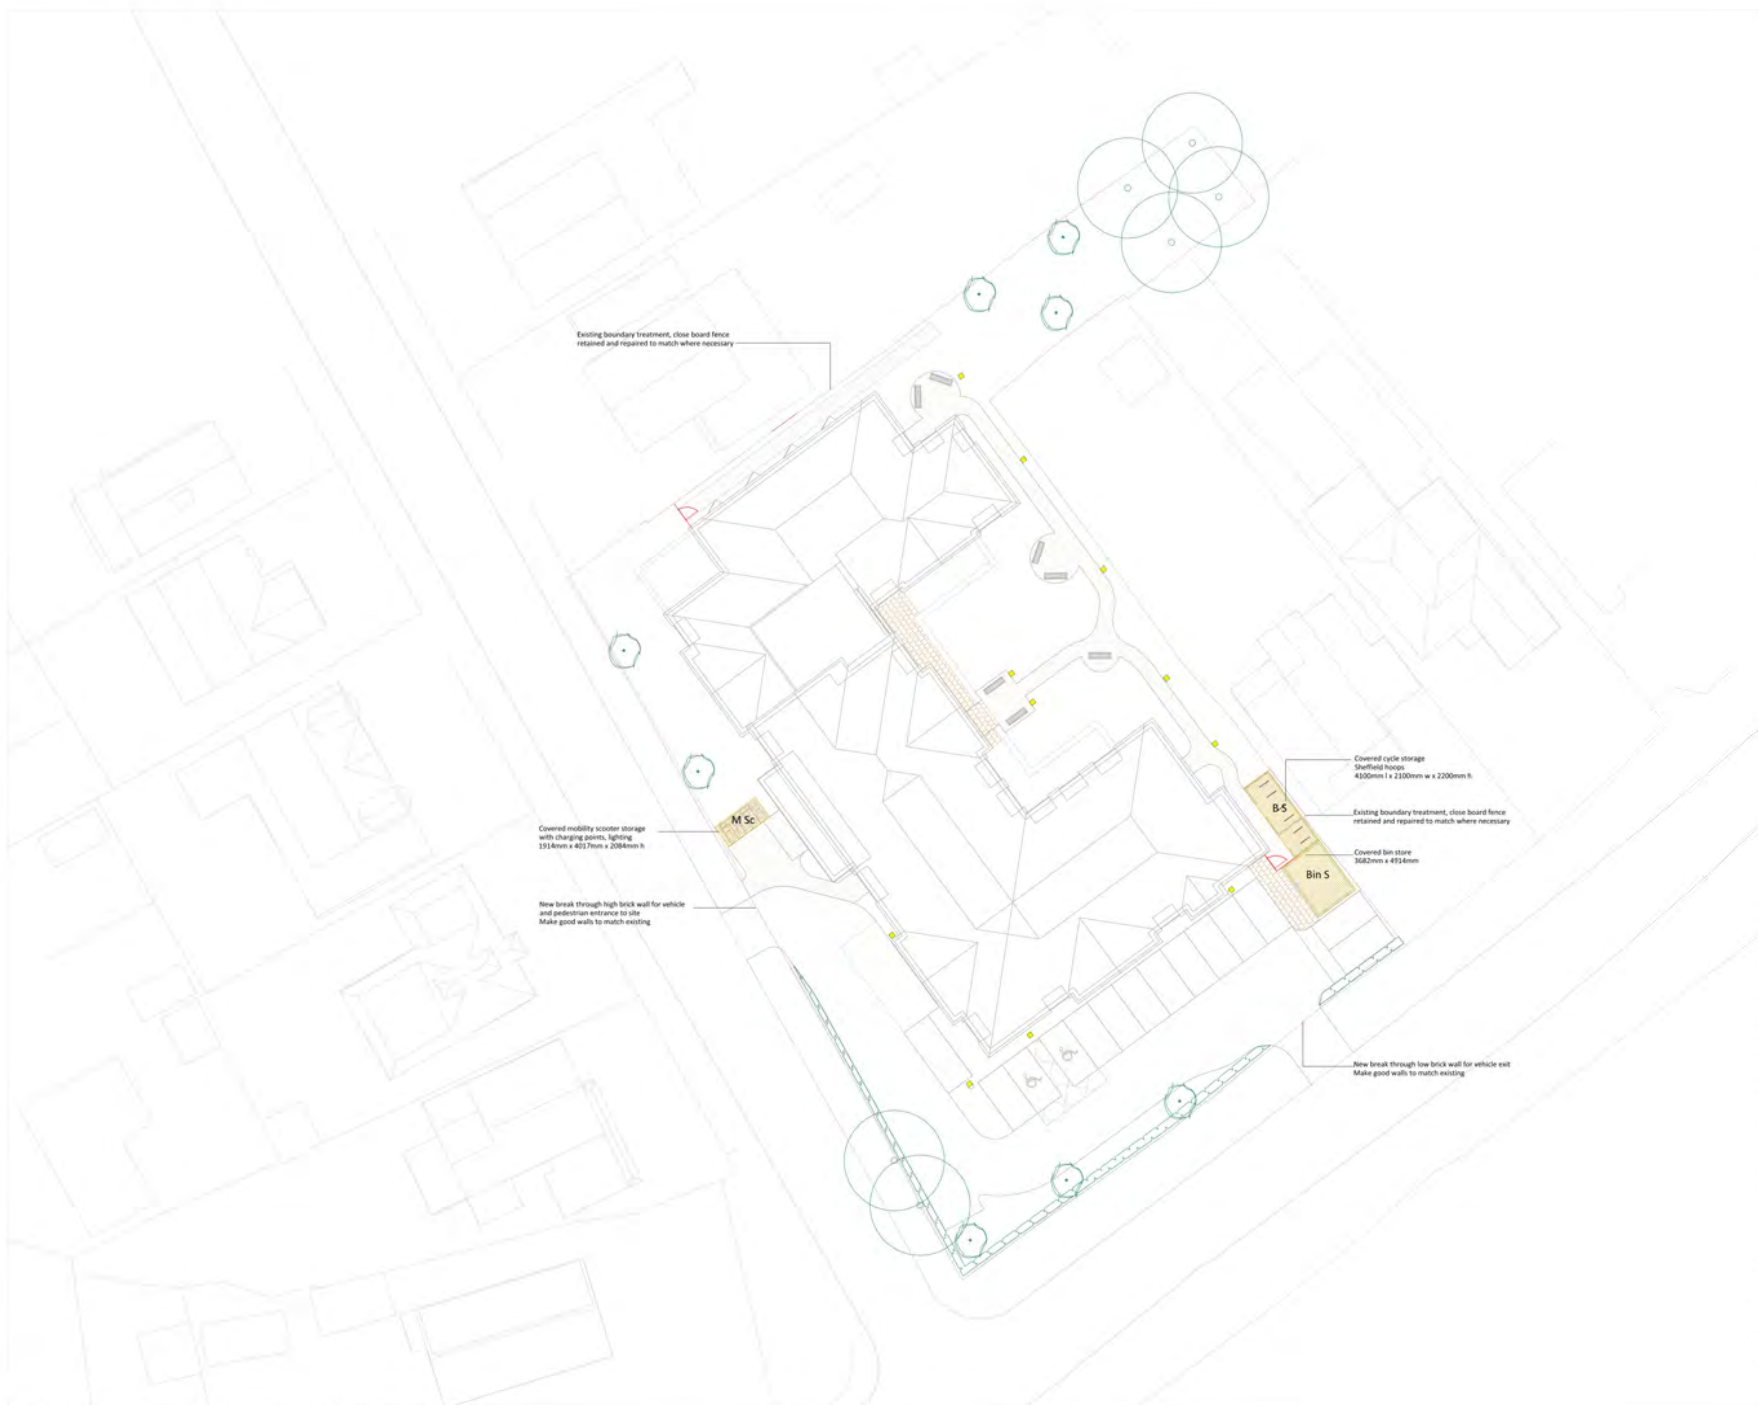 Existing boundary treatment, close board fence
retained and repaired to match where necessary
Covered cycle storage
Sheffield hoops
4100mm l x 2100mm w x 2200mm h
B-S
Existing boundary treatment, close board fence
retained and repaired to match where necessary
M Sc
Covered mobility scooter storage
with charging points, lighting
1914mm x 4017mm x 2084mm h
Covered bin store
3682mm x 4914mm
Bin S
New break through high brick wall for vehicle
and pedestrian entrance to site
Make good walls to match existing
New break through low brick wall for vehicle exit
Make good walls to match existing